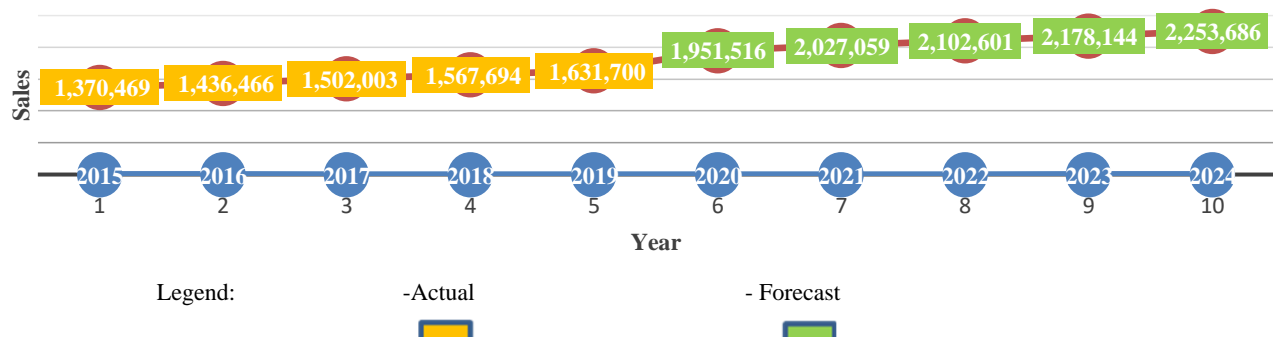 1,370,469 1,436,466 1,502,003 1,567,694 1,631,700 1,951,516 2,027,059 2,102,601 2,178,144 2,253,686
Sales
2015 2016 2017 2018 2019 2020 2021 2022 2023 2024
1 2 3 4 5 6 7 8 9 10
Year
Legend: -Actual - Forecast